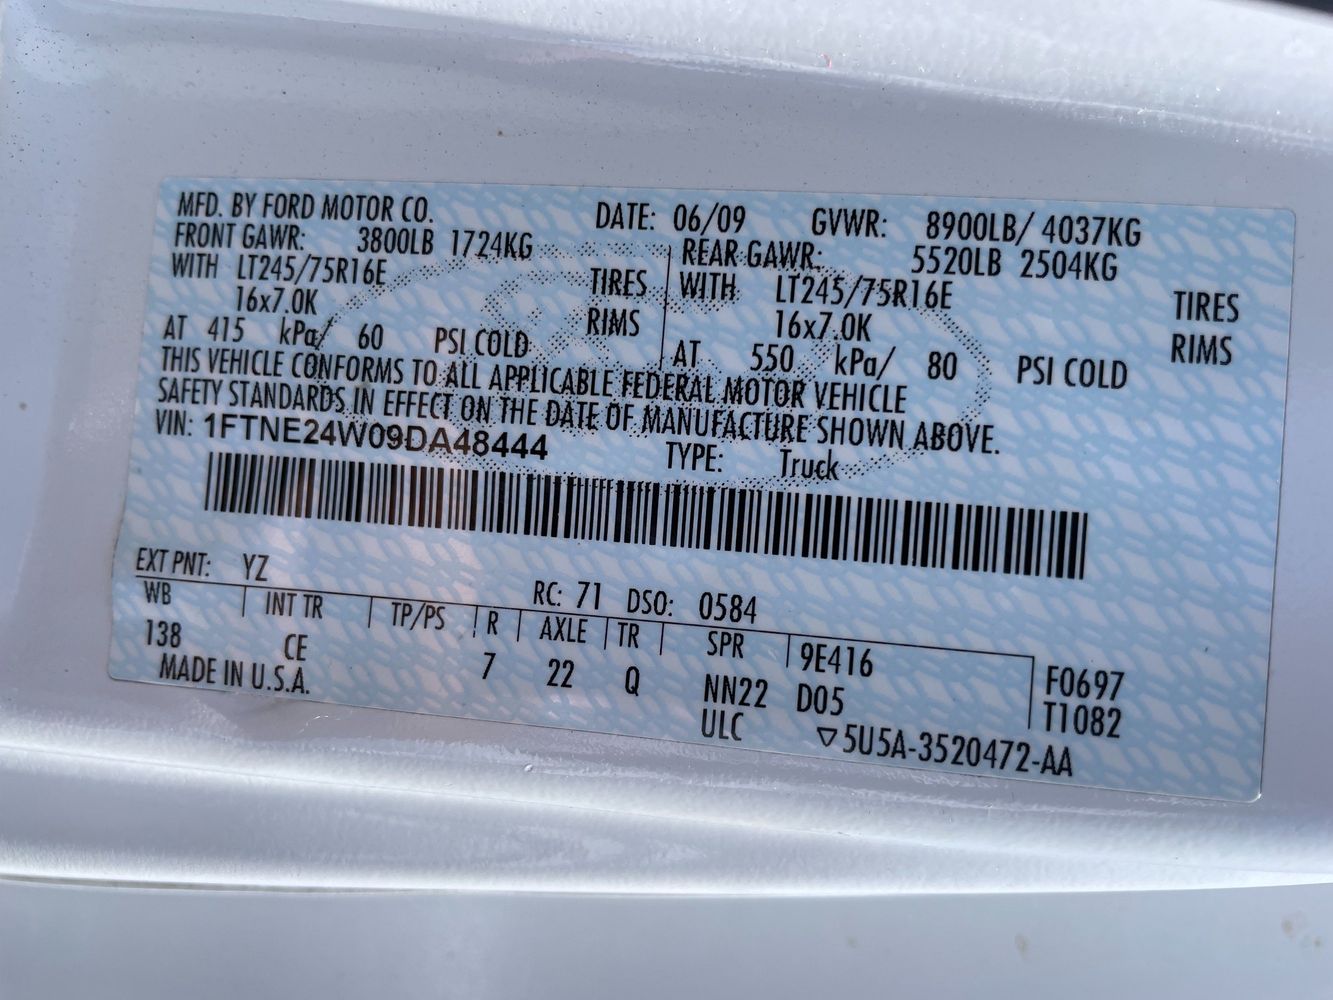 MFD. BY FORD MOTOR CO. DATE: 06/09 GVWR: 8900LB/ 4037KG
FRONT GAWR: 3800LB 1724KG REAR GAWR: 5520LB 2504KG
WITH LT245/75R16E TIRES WITH LT245/75R16E TIRES
16x7.0K RIMS 16x7.0K RIMS
AT 415 kPa/ 60 PSI COLD AT 550 kPa/ 80 PSI COLD
THIS VEHICLE CONFORMS TO ALL APPLICABLE FEDERAL MOTOR VEHICLE
SAFETY STANDARDS IN EFFECT ON THE DATE OF MANUFACTURE SHOWN ABOVE.
VIN: 1FTNE24W09DA48444 TYPE: Truck
EXT PNT: YZ RC: 71 DSO: 0584
WB INT TR TP/PS R AXLE TR SPR 9E416 F0697
138 CE 7 22 Q NN22 D05 T1082
MADE IN U.S.A. ULC ▽5U5A-3520472-AA